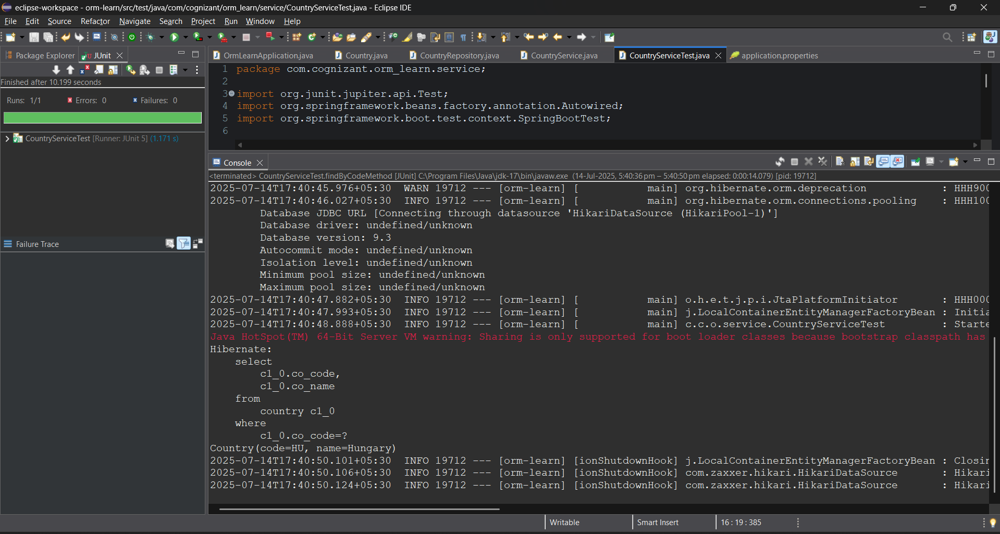 eclipse-workspace - orm-learn/src/test/java/com/cognizant/orm_learn/service/CountryServiceTest.java - Eclipse IDE
File Edit Source Refactor Navigate Search Project Run Window Help
Package Explorer JUnit
Finished after 10.199 seconds
Runs: 1/1 Errors: 0 Failures: 0
CountryServiceTest [Runner: JUnit 5] (1.171 s)
Failure Trace
OrmLearnApplication.java Country.java CountryRepository.java CountryService.java CountryServiceTest.java application.properties
1 package com.cognizant.orm_learn.service;
2
3 import org.junit.jupiter.api.Test;
4 import org.springframework.beans.factory.annotation.Autowired;
5 import org.springframework.boot.test.context.SpringBootTest;
6
Console
<terminated> CountryServiceTest.findByCodeMethod [JUnit] C:\Program Files\Java\jdk-17\bin\javaw.exe (14-Jul-2025, 5:40:36 pm – 5:40:50 pm elapsed: 0:00:14.079) [pid: 19712]
2025-07-14T17:40:45.976+05:30  WARN 19712 --- [orm-learn] [           main] org.hibernate.orm.deprecation            : HHH900
2025-07-14T17:40:46.027+05:30  INFO 19712 --- [orm-learn] [           main] org.hibernate.orm.connections.pooling    : HHH100
Database JDBC URL [Connecting through datasource 'HikariDataSource (HikariPool-1)']
Database driver: undefined/unknown
Database version: 9.3
Autocommit mode: undefined/unknown
Isolation level: undefined/unknown
Minimum pool size: undefined/unknown
Maximum pool size: undefined/unknown
2025-07-14T17:40:47.882+05:30  INFO 19712 --- [orm-learn] [           main] o.h.e.t.j.p.i.JtaPlatformInitiator       : HHH000
2025-07-14T17:40:47.993+05:30  INFO 19712 --- [orm-learn] [           main] j.LocalContainerEntityManagerFactoryBean : Initia
2025-07-14T17:40:48.888+05:30  INFO 19712 --- [orm-learn] [           main] c.c.o.service.CountryServiceTest         : Starte
Java HotSpot(TM) 64-Bit Server VM warning: Sharing is only supported for boot loader classes because bootstrap classpath has
Hibernate:
select
c1_0.co_code,
c1_0.co_name
from
country c1_0
where
c1_0.co_code=?
Country(code=HU, name=Hungary)
2025-07-14T17:40:50.101+05:30  INFO 19712 --- [orm-learn] [ionShutdownHook] j.LocalContainerEntityManagerFactoryBean : Closin
2025-07-14T17:40:50.106+05:30  INFO 19712 --- [orm-learn] [ionShutdownHook] com.zaxxer.hikari.HikariDataSource       : Hikari
2025-07-14T17:40:50.124+05:30  INFO 19712 --- [orm-learn] [ionShutdownHook] com.zaxxer.hikari.HikariDataSource       : Hikari
Writable Smart Insert 16 : 19 : 385